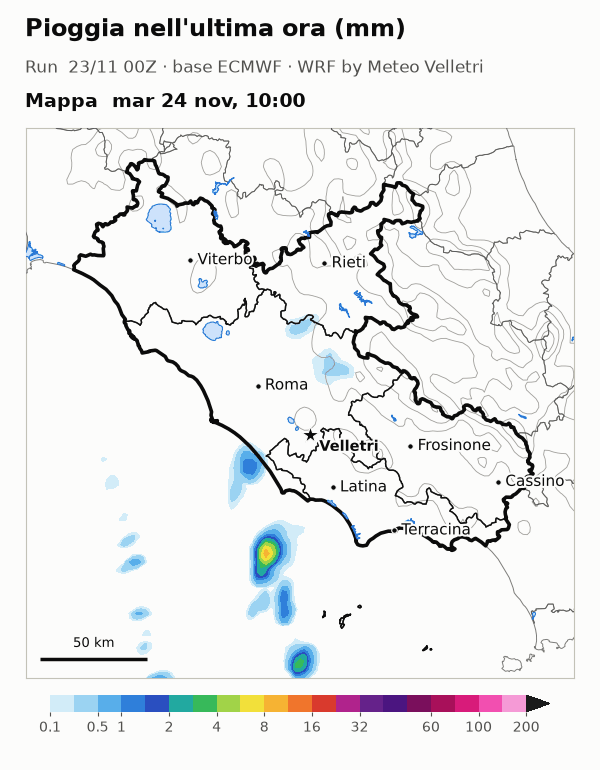 Pioggia nell'ultima ora (mm)
Run  23/11 00Z · base ECMWF · WRF by Meteo Velletri
Mappa  mar 24 nov, 10:00
Viterbo
Rieti
Roma
Velletri
Frosinone
Latina
Cassino
Terracina
50 km
0.1 0.5 1 2 4 8 16 32 60 100 200